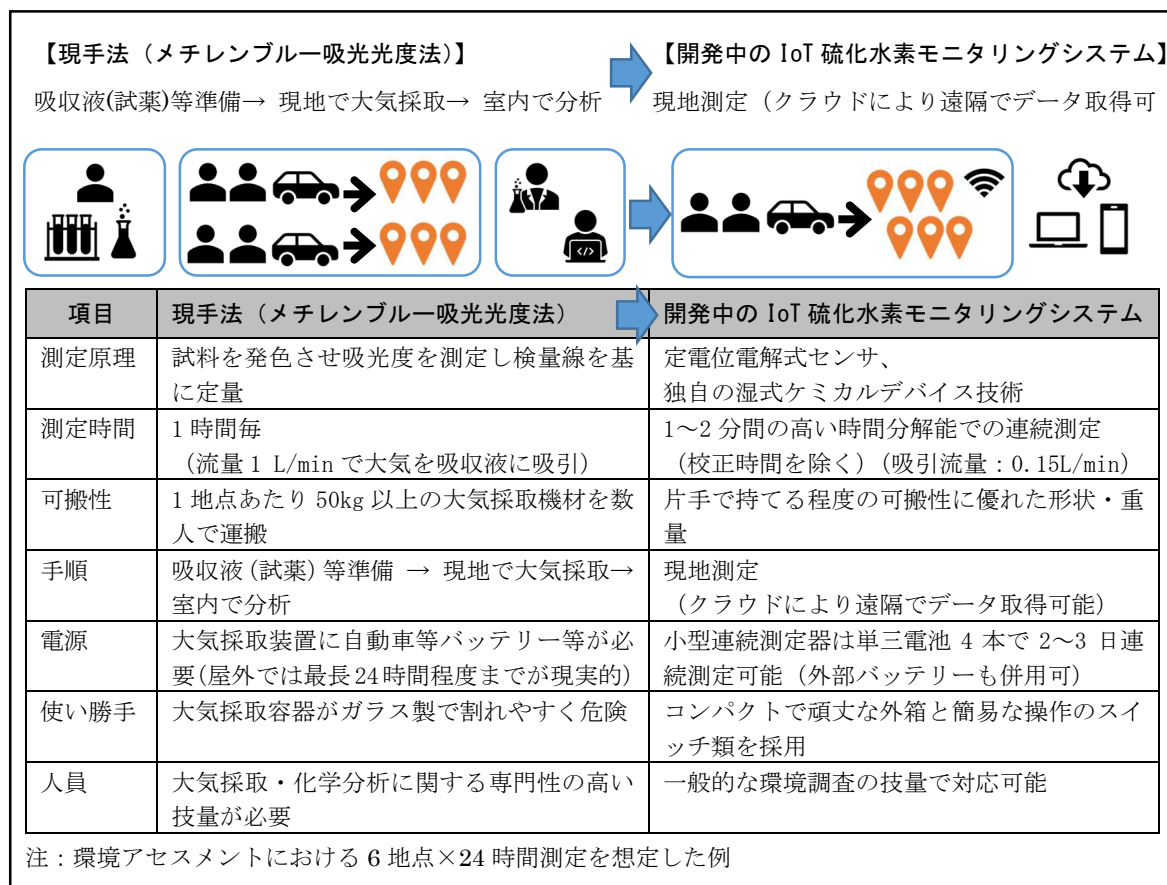 【現手法（メチレンブルー吸光光度法）】
【開発中の IoT 硫化水素モニタリングシステム】
吸収液(試薬)等準備→ 現地で大気採取→ 室内で分析
現地測定（クラウドにより遠隔でデータ取得可
</>
項目
現手法（メチレンブルー吸光光度法）
開発中の IoT 硫化水素モニタリングシステム
測定原理
試料を発色させ吸光度を測定し検量線を基
に定量
定電位電解式センサ、
独自の湿式ケミカルデバイス技術
測定時間
1 時間毎
（流量 1 L/min で大気を吸収液に吸引）
1～2 分間の高い時間分解能での連続測定
（校正時間を除く）（吸引流量：0.15L/min）
可搬性
1 地点あたり 50kg 以上の大気採取機材を数
人で運搬
片手で持てる程度の可搬性に優れた形状・重
量
手順
吸収液(試薬)等準備 → 現地で大気採取→
室内で分析
現地測定
（クラウドにより遠隔でデータ取得可能）
電源
大気採取装置に自動車等バッテリー等が必
要(屋外では最長 24 時間程度までが現実的)
小型連続測定器は単三電池 4 本で 2～3 日連
続測定可能（外部バッテリーも併用可）
使い勝手
大気採取容器がガラス製で割れやすく危険
コンパクトで頑丈な外箱と簡易な操作のスイ
ッチ類を採用
人員
大気採取・化学分析に関する専門性の高い
技量が必要
一般的な環境調査の技量で対応可能
注：環境アセスメントにおける 6 地点×24 時間測定を想定した例